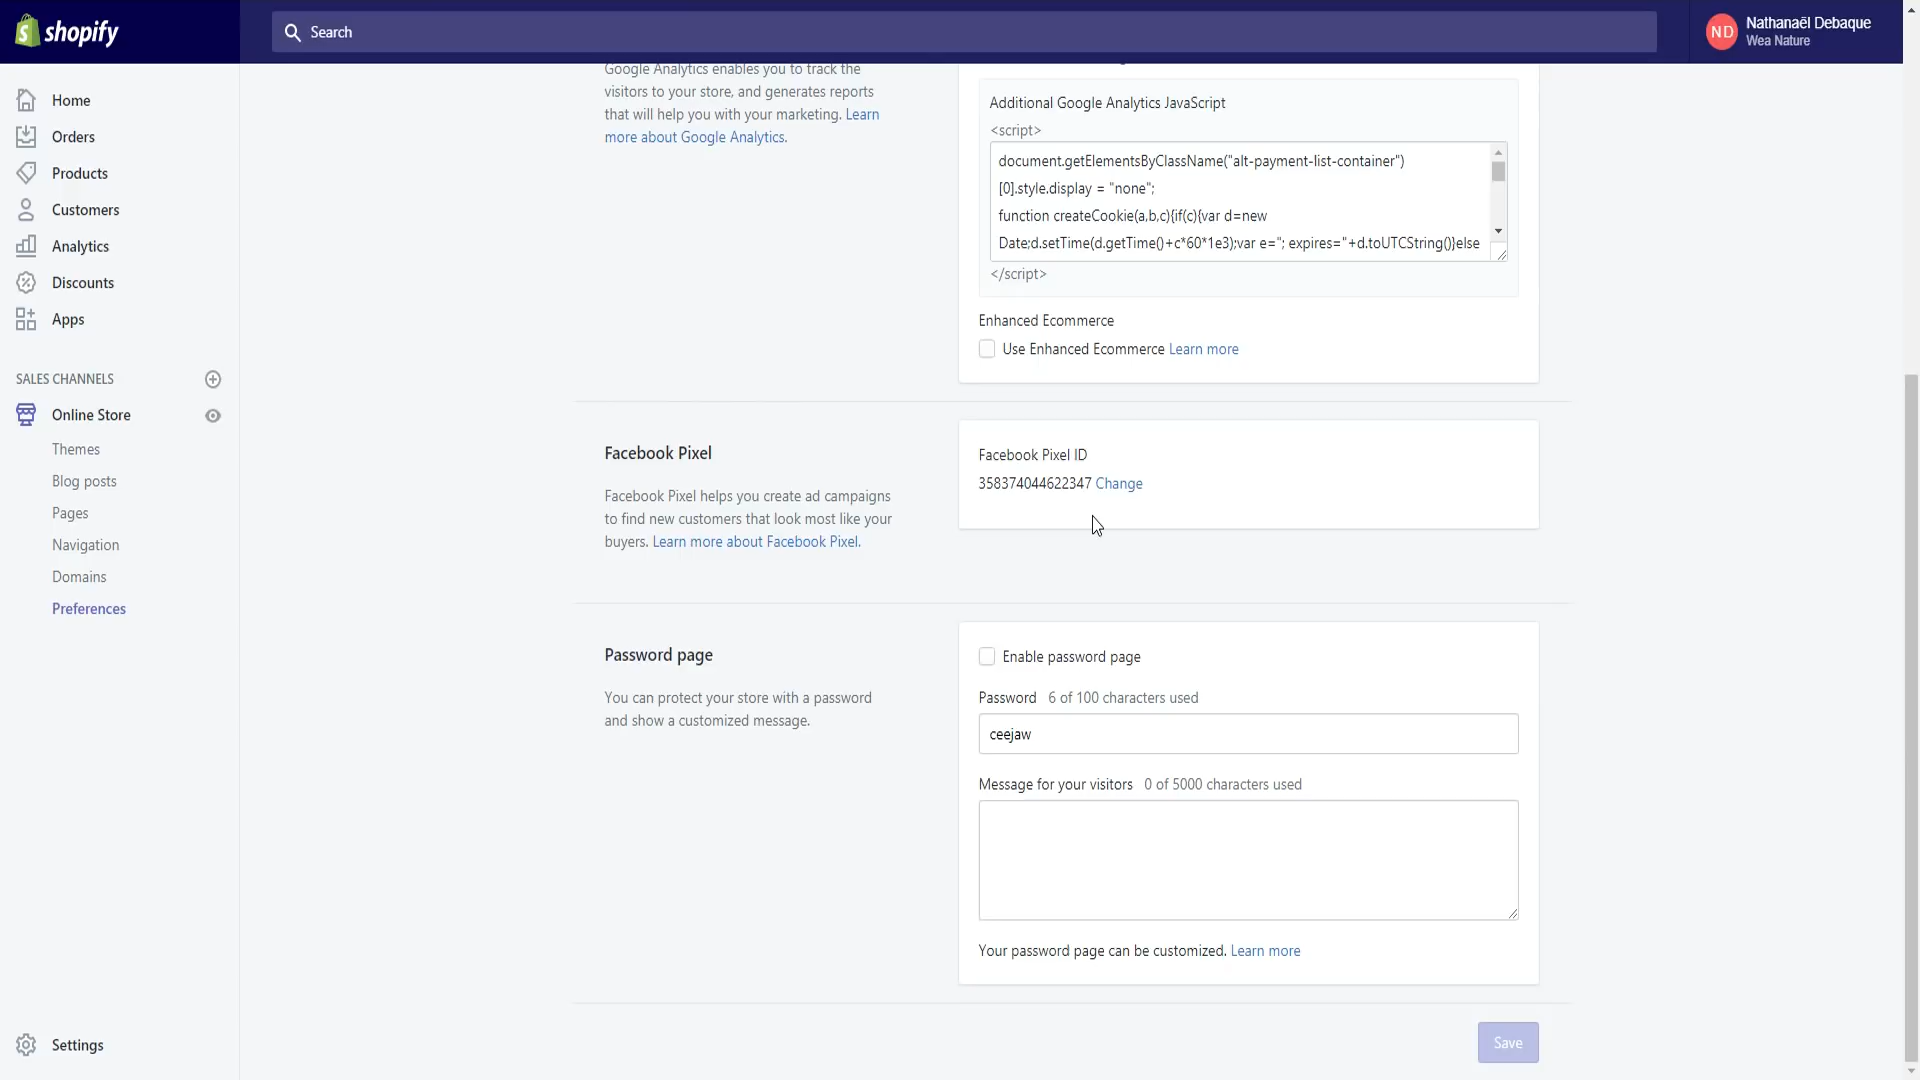 shopify
Search
ND
Nathanaël Debaque
Wea Nature
Home
Orders
Products
Customers
Analytics
Discounts
Apps
SALES CHANNELS
Online Store
Themes
Blog posts
Pages
Navigation
Domains
Preferences
Settings
Google Analytics enables you to track the
visitors to your store, and generates reports
that will help you with your marketing. Learn
more about Google Analytics.
Additional Google Analytics JavaScript
<script>
document.getElementsByClassName("alt-payment-list-container")
[0].style.display = "none";
function createCookie(a,b,c){if(c){var d=new
Date;d.setTime(d.getTime()+c*60*1e3);var e="; expires="+d.toUTCString()}else
</script>
Enhanced Ecommerce
Use Enhanced Ecommerce Learn more
Facebook Pixel
Facebook Pixel helps you create ad campaigns
to find new customers that look most like your
buyers. Learn more about Facebook Pixel.
Facebook Pixel ID
358374044622347 Change
Password page
You can protect your store with a password
and show a customized message.
Enable password page
Password 6 of 100 characters used
ceejaw
Message for your visitors 0 of 5000 characters used
Your password page can be customized. Learn more
Save